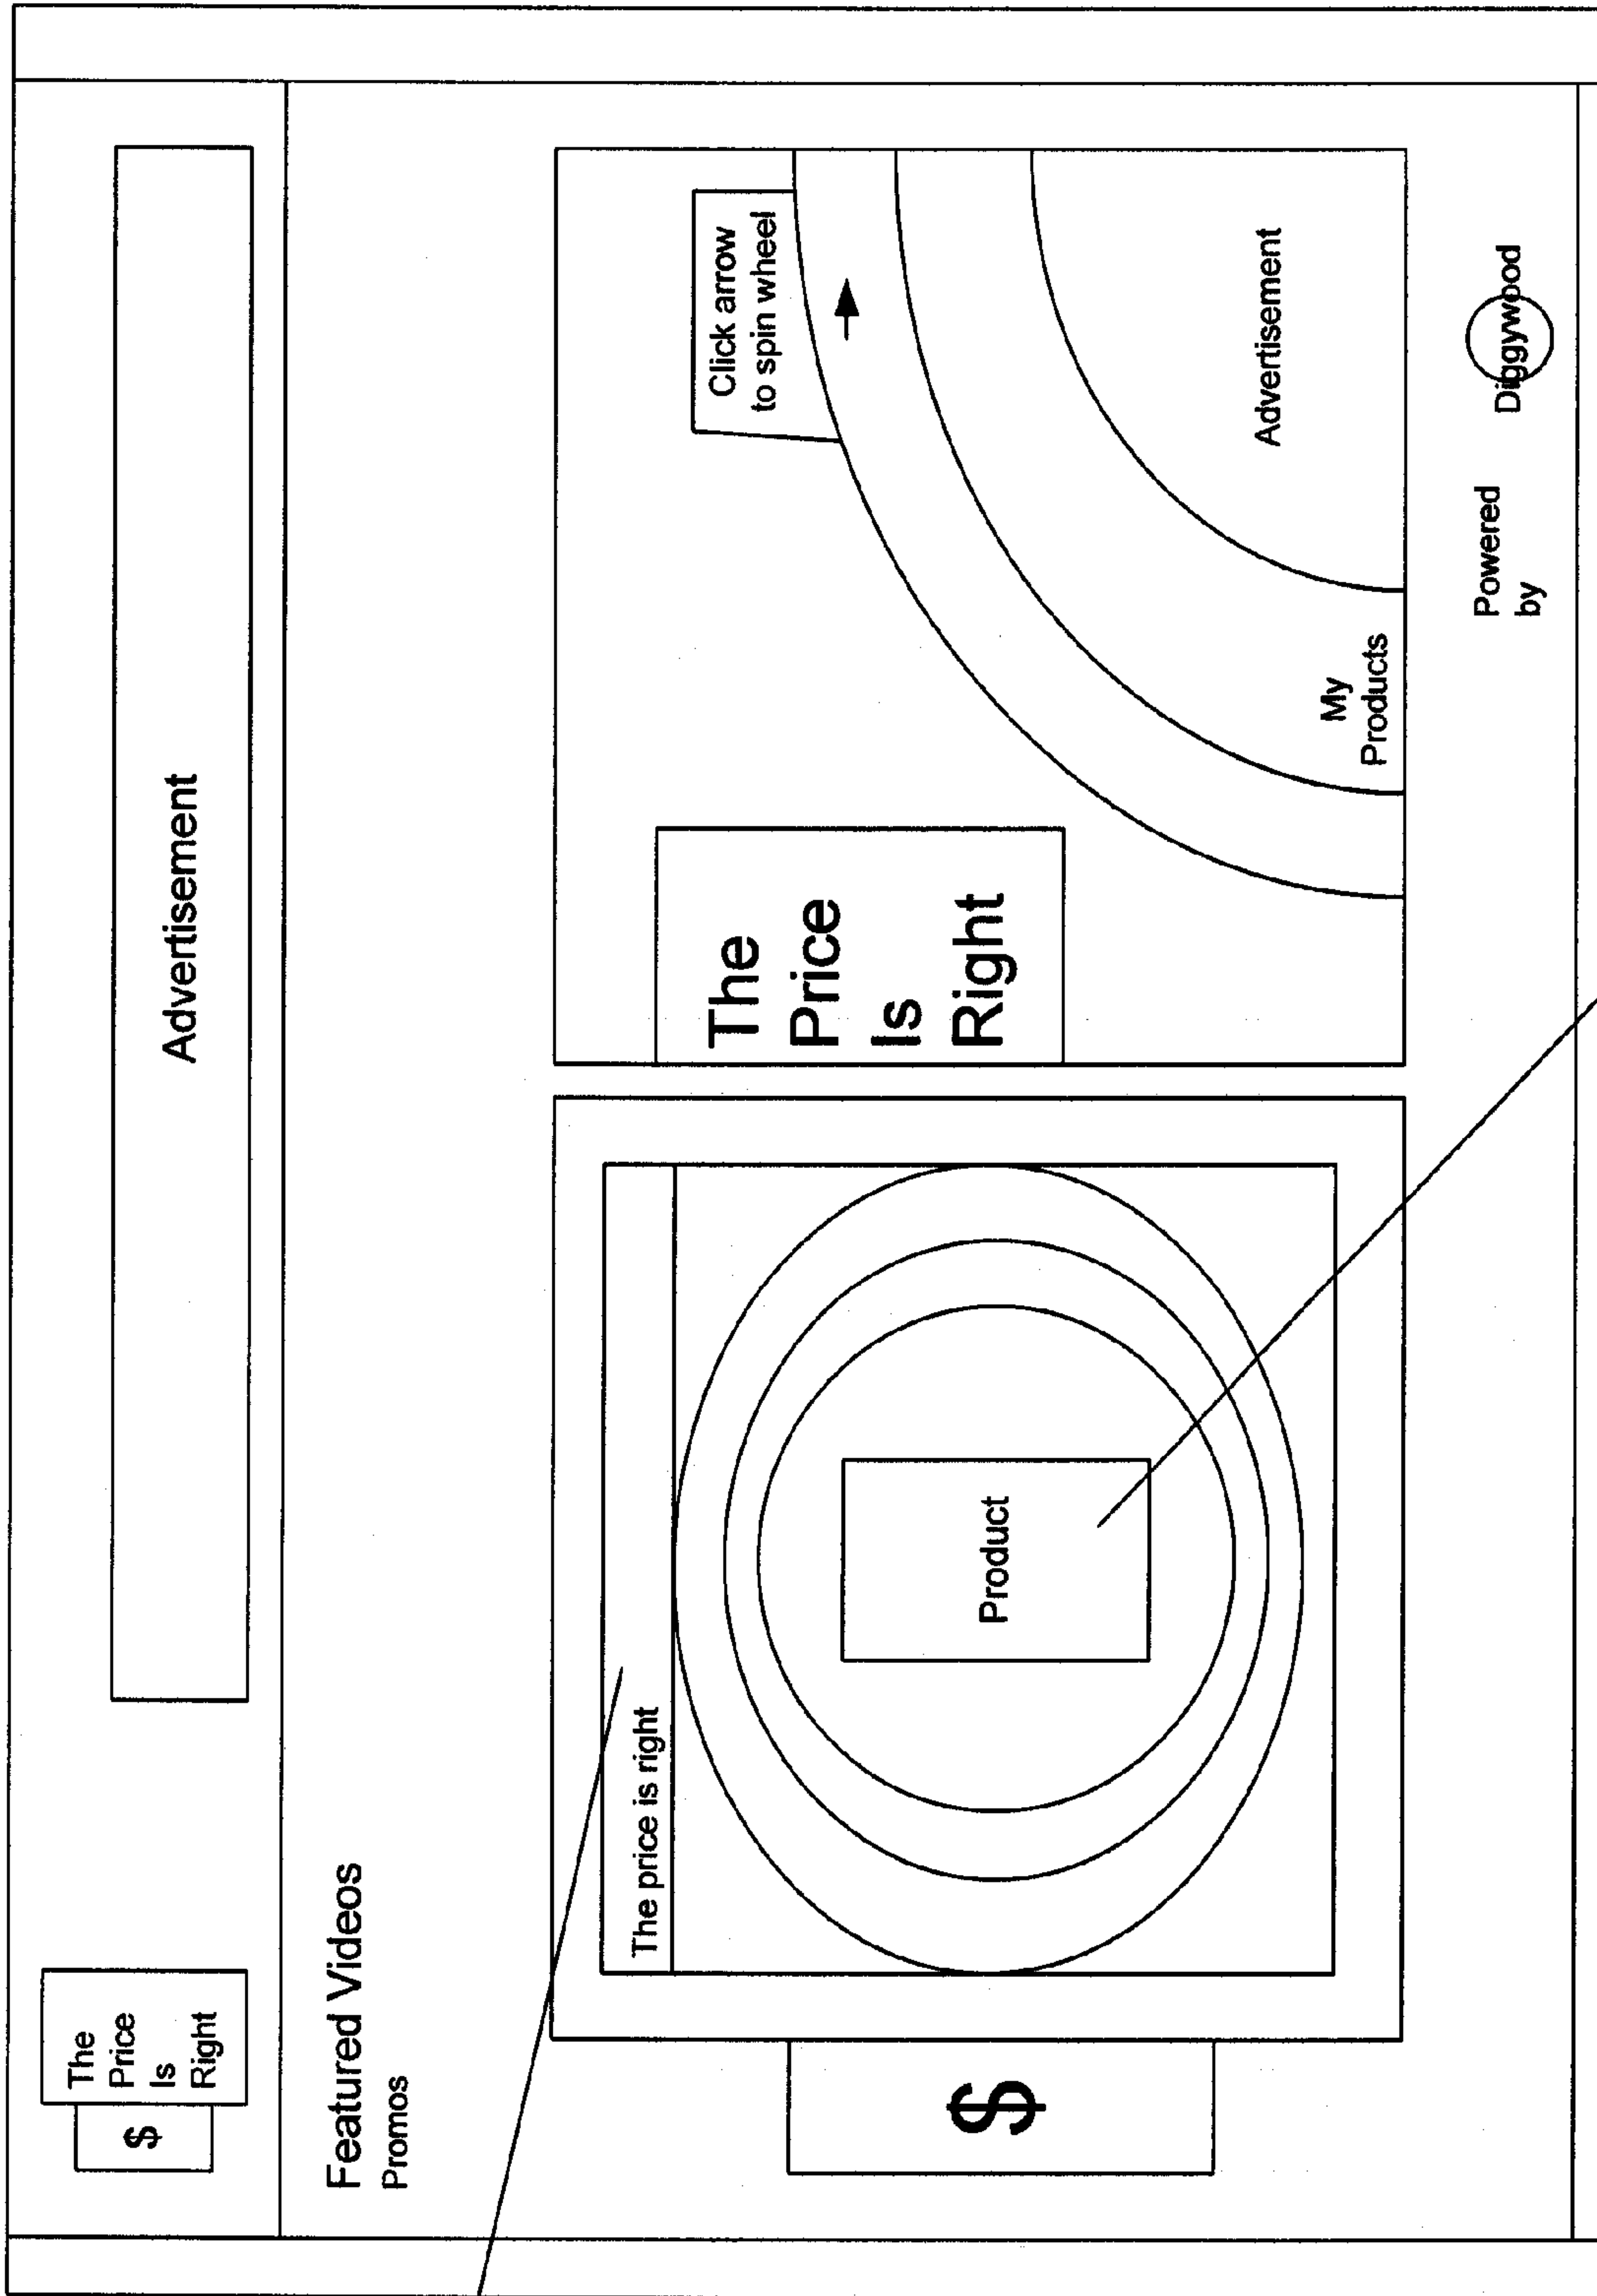 $
The
Price
Is
Right
Advertisement
Featured Videos
Promos
$
The price is right
Product
The
Price
Is
Right
Click arrow
to spin wheel
My
Products
Advertisement
Powered
by
Diggywood